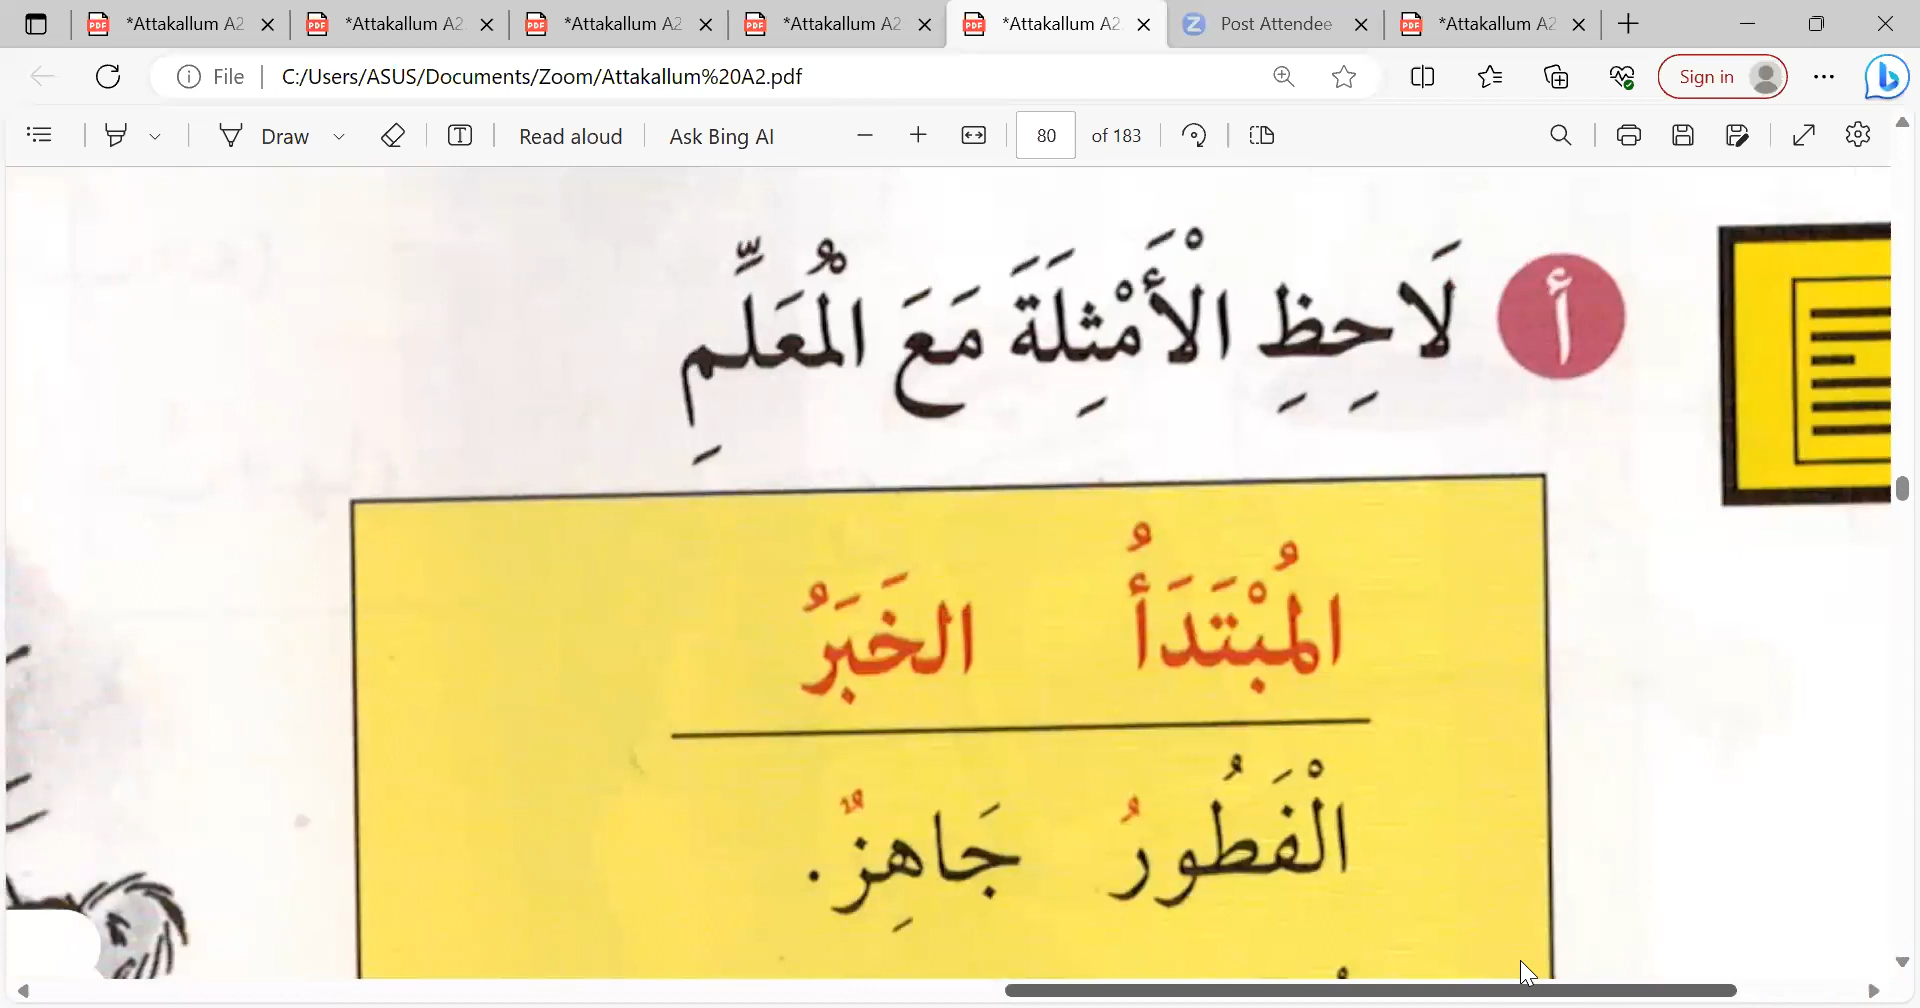 *Attakallum A2 *Attakallum A2 *Attakallum A2 *Attakallum A2 *Attakallum A2 Post Attendee *Attakallum A2
File C:/Users/ASUS/Documents/Zoom/Attakallum%20A2.pdf Sign in
Draw Read aloud Ask Bing AI 80 of 183
أ لَاحِظِ الْأَمْثِلَةَ مَعَ الْمُعَلِّمِ
المُبْتَدَأُ الخَبَرُ
الْفَطُورُ جَاهِزٌ.